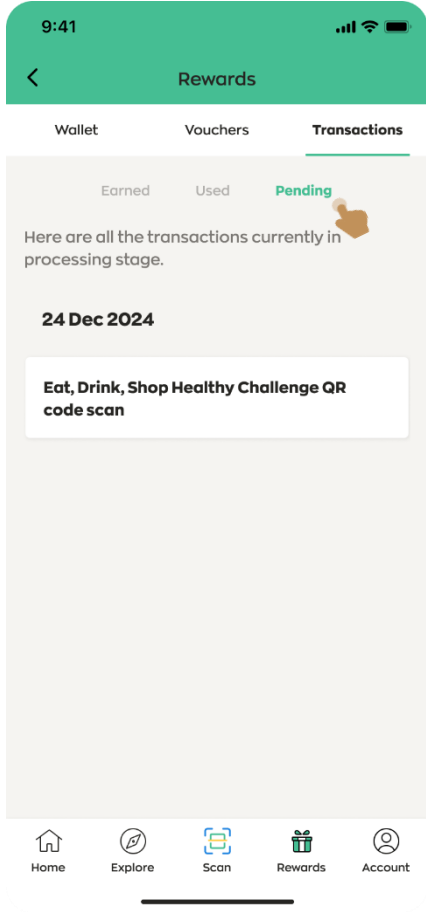 9:41
Rewards
Wallet Vouchers Transactions
Earned Used Pending
Here are all the transactions currently in
processing stage.
24 Dec 2024
Eat, Drink, Shop Healthy Challenge QR
code scan
Home Explore Scan Rewards Account